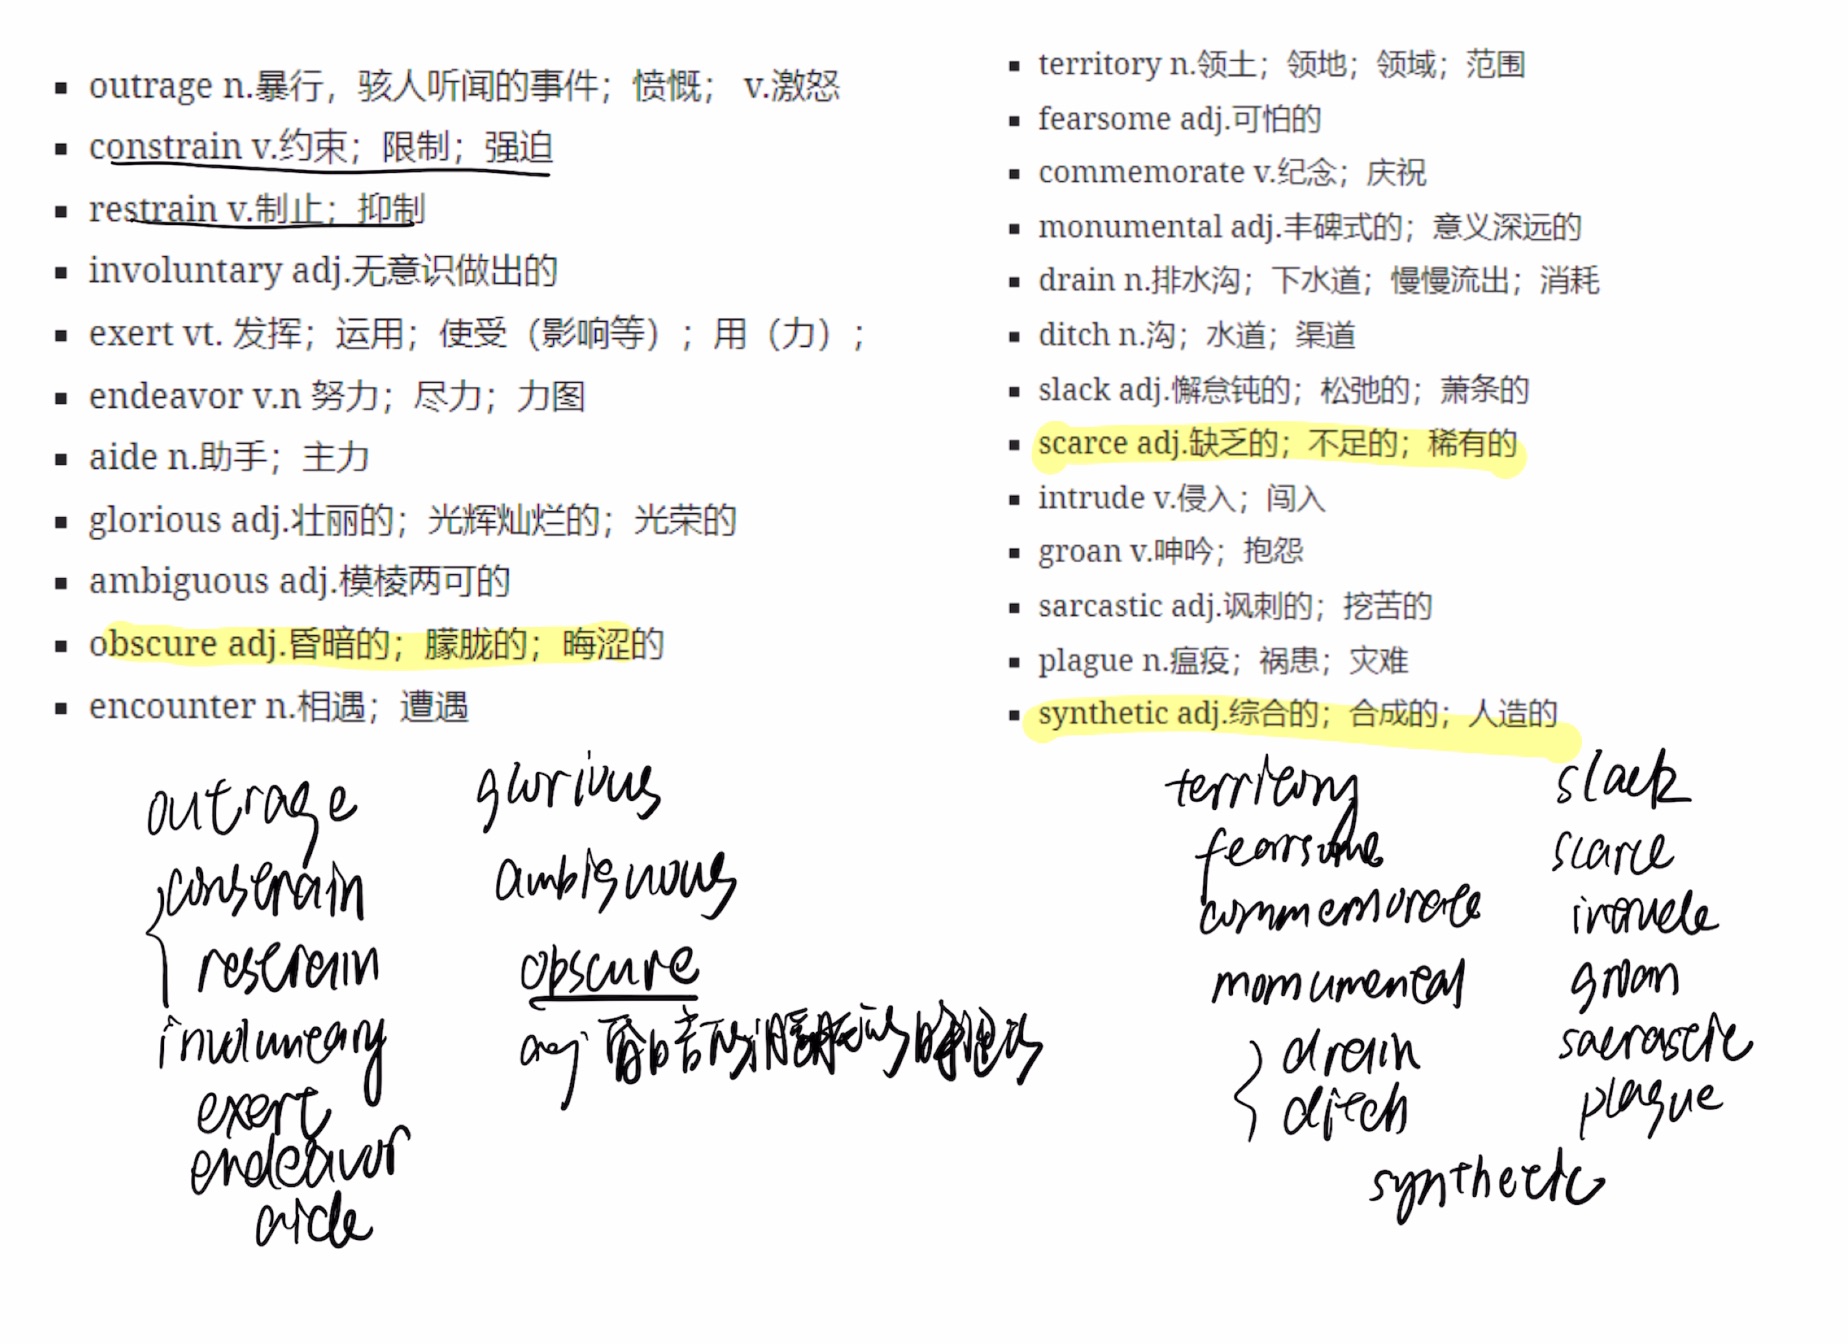 outrage n.暴行，骇人听闻的事件；愤慨； v.激怒
constrain v.约束；限制；强迫
restrain v.制止；抑制
involuntary adj.无意识做出的
exert vt. 发挥；运用；使受（影响等）；用（力）；
endeavor v.n 努力；尽力；力图
aide n.助手；主力
glorious adj.壮丽的；光辉灿烂的；光荣的
ambiguous adj.模棱两可的
obscure adj.昏暗的；朦胧的；晦涩的
encounter n.相遇；遭遇
outrage
constrain
restrain
involuntary
exert
endeavor
aide
glorious
ambiguous
obscure
territory n.领土；领地；领域；范围
fearsome adj.可怕的
commemorate v.纪念；庆祝
monumental adj.丰碑式的；意义深远的
drain n.排水沟；下水道；慢慢流出；消耗
ditch n.沟；水道；渠道
slack adj.懈怠钝的；松弛的；萧条的
scarce adj.缺乏的；不足的；稀有的
intrude v.侵入；闯入
groan v.呻吟；抱怨
sarcastic adj.讽刺的；挖苦的
plague n.瘟疫；祸患；灾难
synthetic adj.综合的；合成的；人造的
territory
fearsome
commemorate
monumental
drain
ditch
slack
scarce
intrude
groan
sacrastic
plague
synthetic